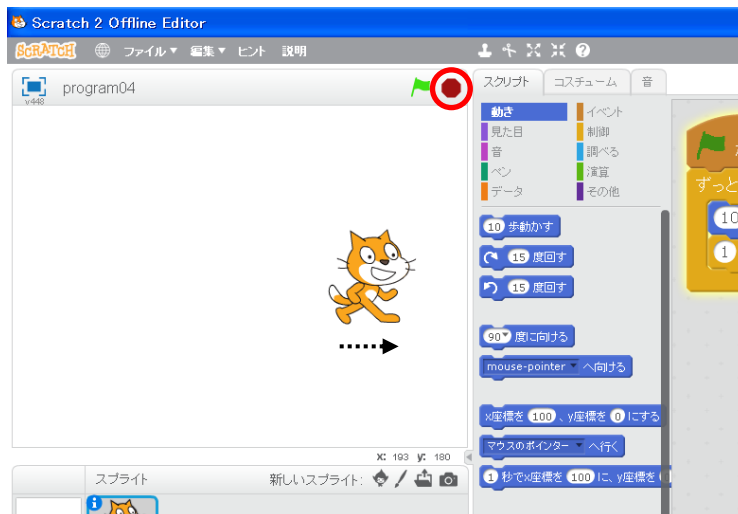 Scratch 2 Offline Editor
SCRATCH ファイル▼ 編集▼ ヒント 説明
program04
v448
スクリプト コスチューム 音
動き イベント
見た目 制御
音 調べる
ペン 演算
データ その他
10 歩動かす
15 度回す
15 度回す
90▼ 度に向ける
mouse-pointer へ向ける
x座標を 100 、y座標を 0 にする
マウスのポインター へ行く
1 秒でx座標を 100 に、y座標を
ずっと
10
1
X: 193 y: 180
スプライト 新しいスプライト: